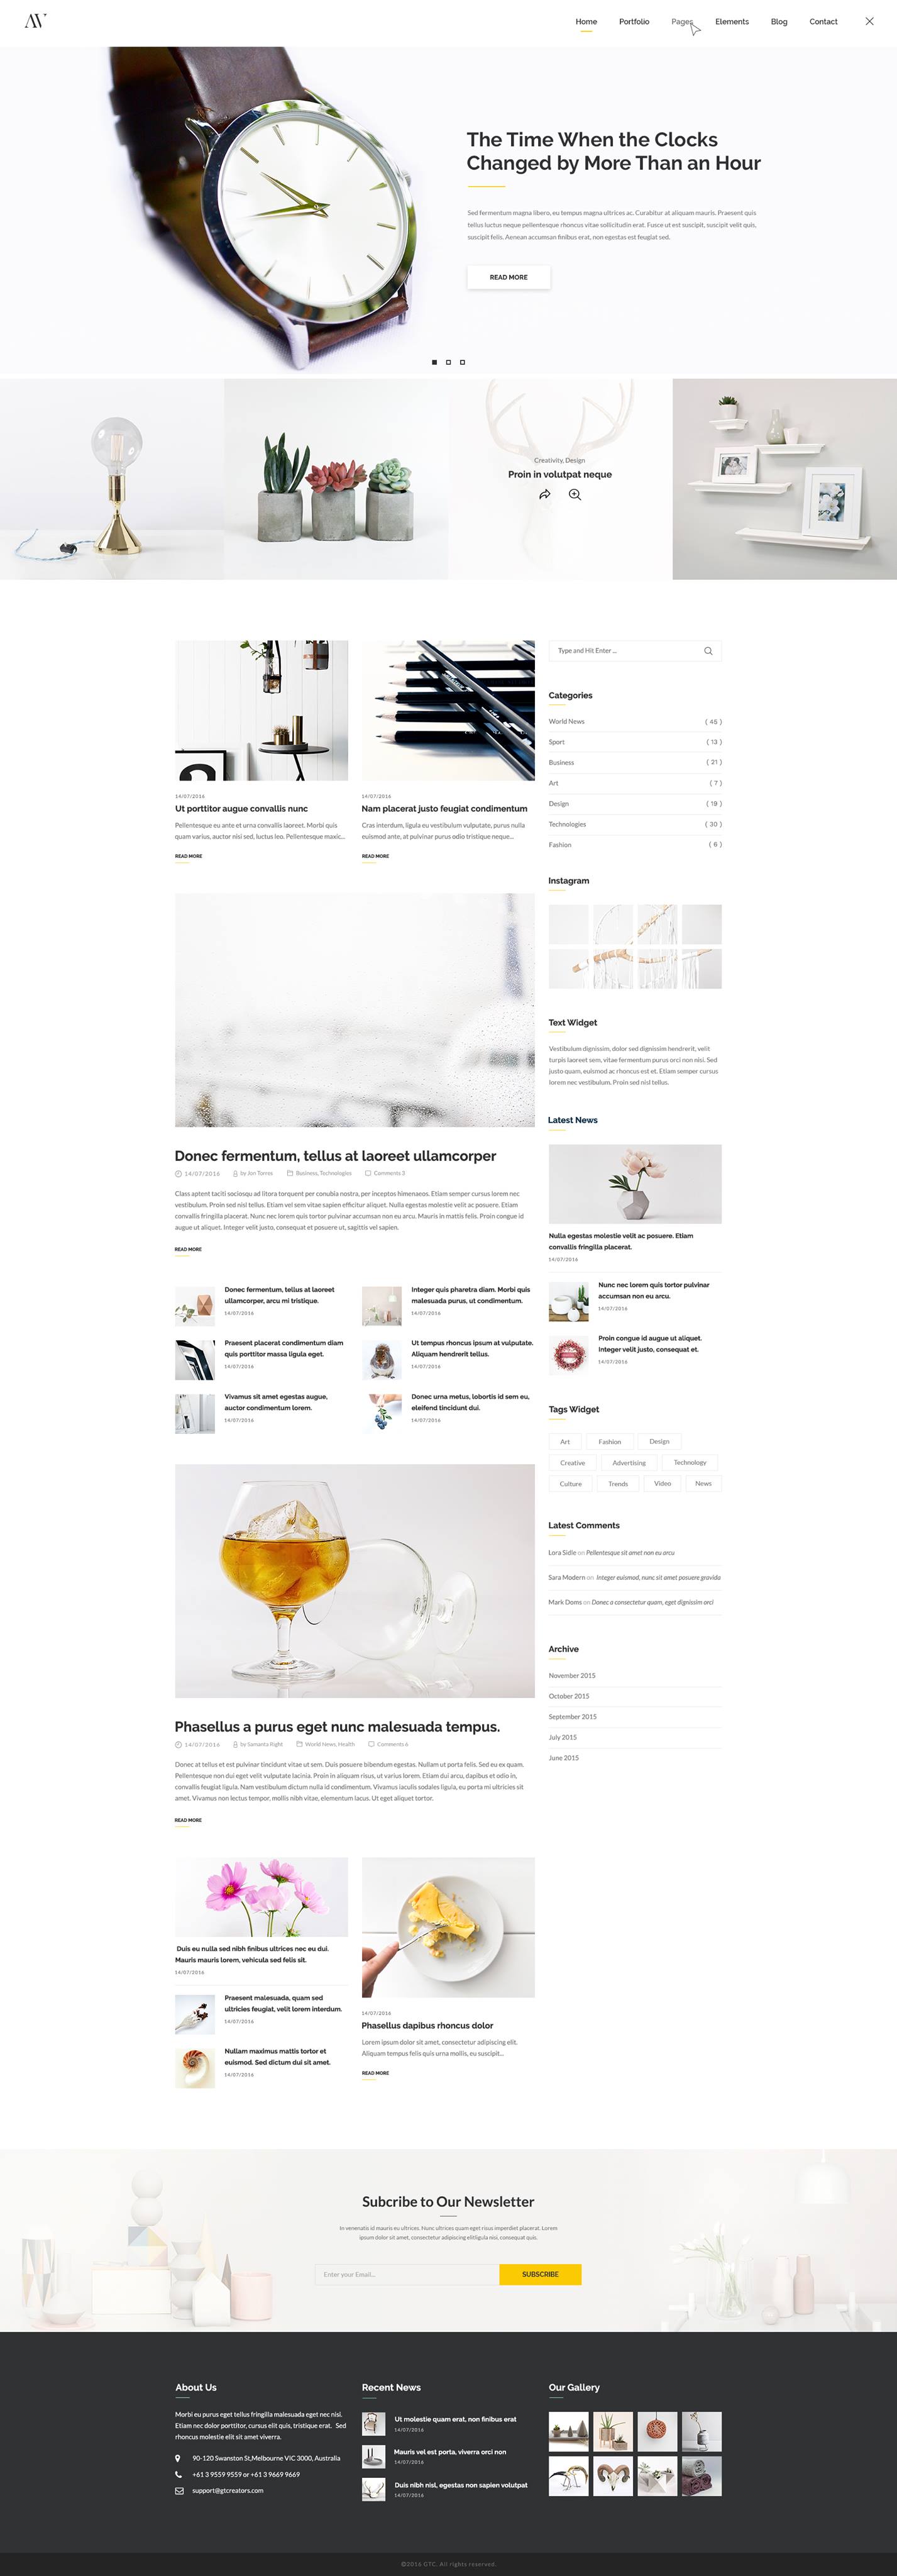 AV
Home
Portfolio
Pages
Elements
Blog
Contact
The Time When the Clocks
Changed by More Than an Hour
Sed fermentum magna libero, eu tempus magna ultrices ac. Curabitur at aliquam mauris. Praesent quis
tellus luctus neque pellentesque rhoncus vitae sollicitudin erat. Fusce ut est suscipit, suscipit velit quis,
suscipit felis. Aenean accumsan finibus erat, non egestas est feugiat sed.
READ MORE
Creativity, Design
Proin in volutpat neque
14/07/2016
Ut porttitor augue convallis nunc
Pellentesque eu ante et urna convallis laoreet. Morbi quis
quam varius, auctor nisi sed, luctus leo. Pellentesque maxic...
READ MORE
14/07/2016
Nam placerat justo feugiat condimentum
Cras interdum, ligula eu vestibulum vulputate, purus nulla
euismod ante, at pulvinar purus odio tristique neque...
READ MORE
Donec fermentum, tellus at laoreet ullamcorper
14/07/2016
by Jon Torres
Business, Technologies
Comments 3
Class aptent taciti sociosqu ad litora torquent per conubia nostra, per inceptos himenaeos. Etiam semper cursus lorem nec
vestibulum. Proin sed nisl tellus. Etiam vel sem vitae sapien efficitur aliquet. Nulla egestas molestie velit ac posuere. Etiam
convallis fringilla placerat. Nunc nec lorem quis tortor pulvinar accumsan non eu arcu. Mauris in mattis felis. Proin congue id
augue ut aliquet. Integer velit justo, consequat et posuere ut, sagittis vel sapien.
READ MORE
Donec fermentum, tellus at laoreet
ullamcorper, arcu mi tristique.
14/07/2016
Integer quis pharetra diam. Morbi quis
malesuada purus, ut condimentum.
14/07/2016
Praesent placerat condimentum diam
quis porttitor massa ligula eget.
14/07/2016
Ut tempus rhoncus ipsum at vulputate.
Aliquam hendrerit tellus.
14/07/2016
Vivamus sit amet egestas augue,
auctor condimentum lorem.
14/07/2016
Donec urna metus, lobortis id sem eu,
eleifend tincidunt dui.
14/07/2016
Phasellus a purus eget nunc malesuada tempus.
14/07/2016
by Samanta Right
World News, Health
Comments 6
Donec at tellus et est pulvinar tincidunt vitae ut sem. Duis posuere bibendum egestas. Nullam ut porta felis. Sed eu ex quam.
Pellentesque non dui eget velit vulputate lacinia. Proin in aliquam risus, ut varius lorem. Etiam dui arcu, dapibus et odio in,
convallis feugiat ligula. Nam vestibulum dictum nulla id condimentum. Vivamus iaculis sodales ligula, eu porta mi ultricies sit
amet. Vivamus non lectus tempor, mollis nibh vitae, elementum lacus. Ut eget aliquet tortor.
READ MORE
Duis eu nulla sed nibh finibus ultrices nec eu dui.
Mauris mauris lorem, vehicula sed felis sit.
14/07/2016
Praesent malesuada, quam sed
ultricies feugiat, velit lorem interdum.
14/07/2016
Nullam maximus mattis tortor et
euismod. Sed dictum dui sit amet.
14/07/2016
14/07/2016
Phasellus dapibus rhoncus dolor
Lorem ipsum dolor sit amet, consectetur adipiscing elit.
Aliquam tempus felis quis urna mollis, eu suscipit...
READ MORE
Type and Hit Enter ...
Categories
World News ( 45 )
Sport ( 13 )
Business ( 21 )
Art ( 7 )
Design ( 19 )
Technologies ( 30 )
Fashion ( 6 )
Instagram
Text Widget
Vestibulum dignissim, dolor sed dignissim hendrerit, velit
turpis laoreet sem, vitae fermentum purus orci non nisi. Sed
justo quam, euismod ac rhoncus est et. Etiam semper cursus
lorem nec vestibulum. Proin sed nisl tellus.
Latest News
Nulla egestas molestie velit ac posuere. Etiam
convallis fringilla placerat.
14/07/2016
Nunc nec lorem quis tortor pulvinar
accumsan non eu arcu.
14/07/2016
Proin congue id augue ut aliquet.
Integer velit justo, consequat et.
14/07/2016
Tags Widget
Art
Fashion
Design
Creative
Advertising
Technology
Culture
Trends
Video
News
Latest Comments
Lora Sidle on Pellentesque sit amet non eu arcu
Sara Modern on Integer euismod, nunc sit amet posuere gravida
Mark Doms on Donec a consectetur quam, eget dignissim orci
Archive
November 2015
October 2015
September 2015
July 2015
June 2015
Subcribe to Our Newsletter
In venenatis id mauris eu ultrices. Nunc ultrices quam eget risus imperdiet placerat. Lorem
ipsum dolor sit amet, consectetur adipiscing elitligula nisi, consequat quis.
Enter your Email...
SUBSCRIBE
About Us
Morbi eu purus eget tellus fringilla malesuada eget nec nisi.
Etiam nec dolor porttitor, cursus elit quis, tristique erat. Sed
rhoncus molestie elit sit amet viverra.
90-120 Swanston St,Melbourne VIC 3000, Australia
+61 3 9559 9559 or +61 3 9669 9669
support@gtcreators.com
Recent News
Ut molestie quam erat, non finibus erat
14/07/2016
Mauris vel est porta, viverra orci non
14/07/2016
Duis nibh nisl, egestas non sapien volutpat
14/07/2016
Our Gallery
©2016 GTC. All rights reserved.